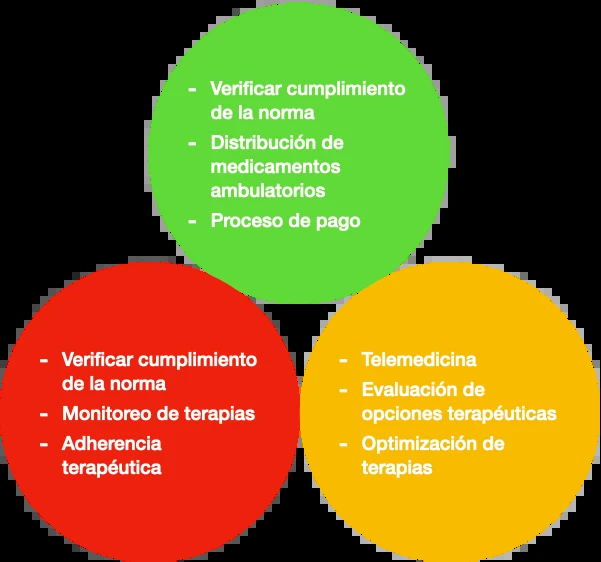 - Verificar cumplimiento
de la norma
- Distribución de
medicamentos
ambulatorios
- Proceso de pago
- Verificar cumplimiento
de la norma
- Monitoreo de terapias
- Adherencia
terapéutica
- Telemedicina
- Evaluación de
opciones terapéuticas
- Optimización de
terapias